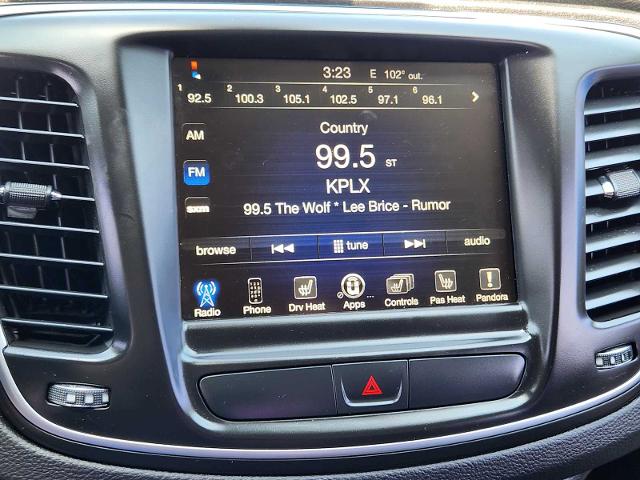 3:23 E 102° out.
1 92.5 2 100.3 3 105.1 4 102.5 5 97.1 6 96.1
AM
Country
99.5 ST
FM
KPLX
99.5 The Wolf * Lee Brice - Rumor
browse tune audio
Radio Phone Drv Heat Apps Controls Pas Heat Pandora